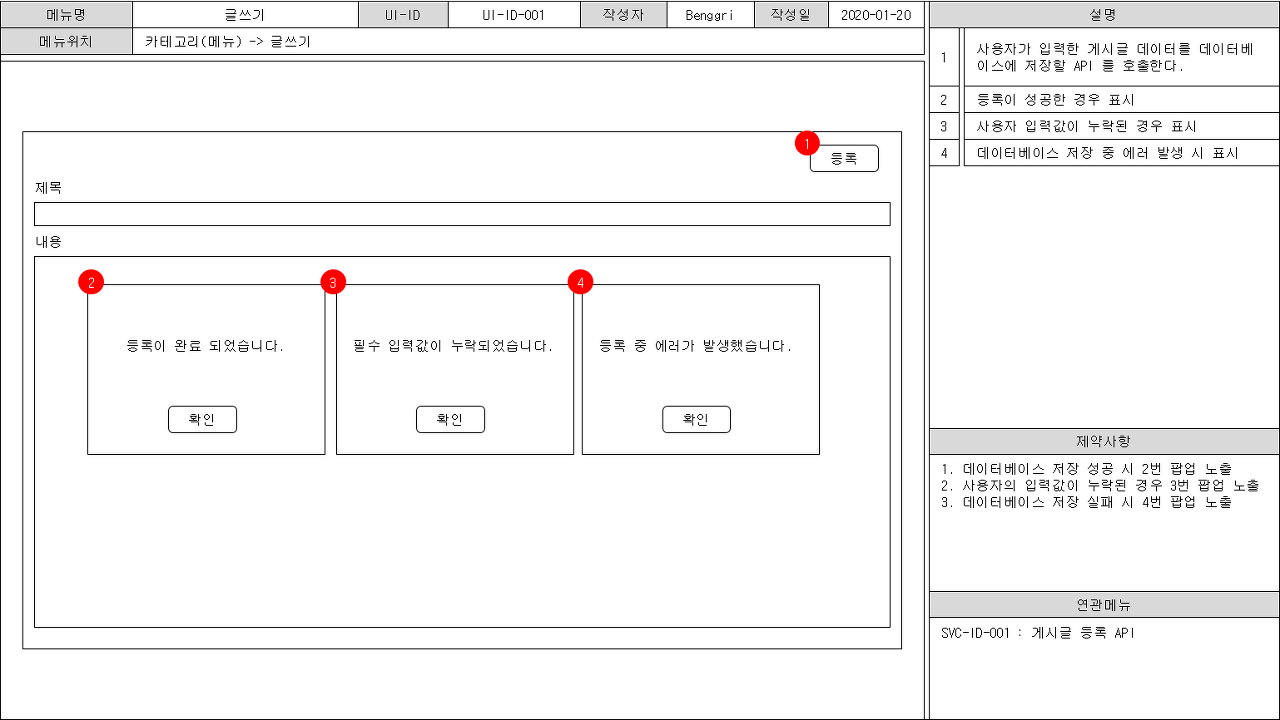 메뉴명 글쓰기 UI-ID UI-ID-001 작성자 Benggri 작성일 2020-01-20
메뉴위치 카테고리(메뉴) -> 글쓰기
1
등록
제목
내용
2
등록이 완료 되었습니다.
확인
3
필수 입력값이 누락되었습니다.
확인
4
등록 중 에러가 발생했습니다.
확인
설명
1 사용자가 입력한 게시글 데이터를 데이터베
이스에 저장할 API 를 호출한다.
2 등록이 성공한 경우 표시
3 사용자 입력값이 누락된 경우 표시
4 데이터베이스 저장 중 에러 발생 시 표시
제약사항
1. 데이터베이스 저장 성공 시 2번 팝업 노출
2. 사용자의 입력값이 누락된 경우 3번 팝업 노출
3. 데이터베이스 저장 실패 시 4번 팝업 노출
연관메뉴
SVC-ID-001 : 게시글 등록 API